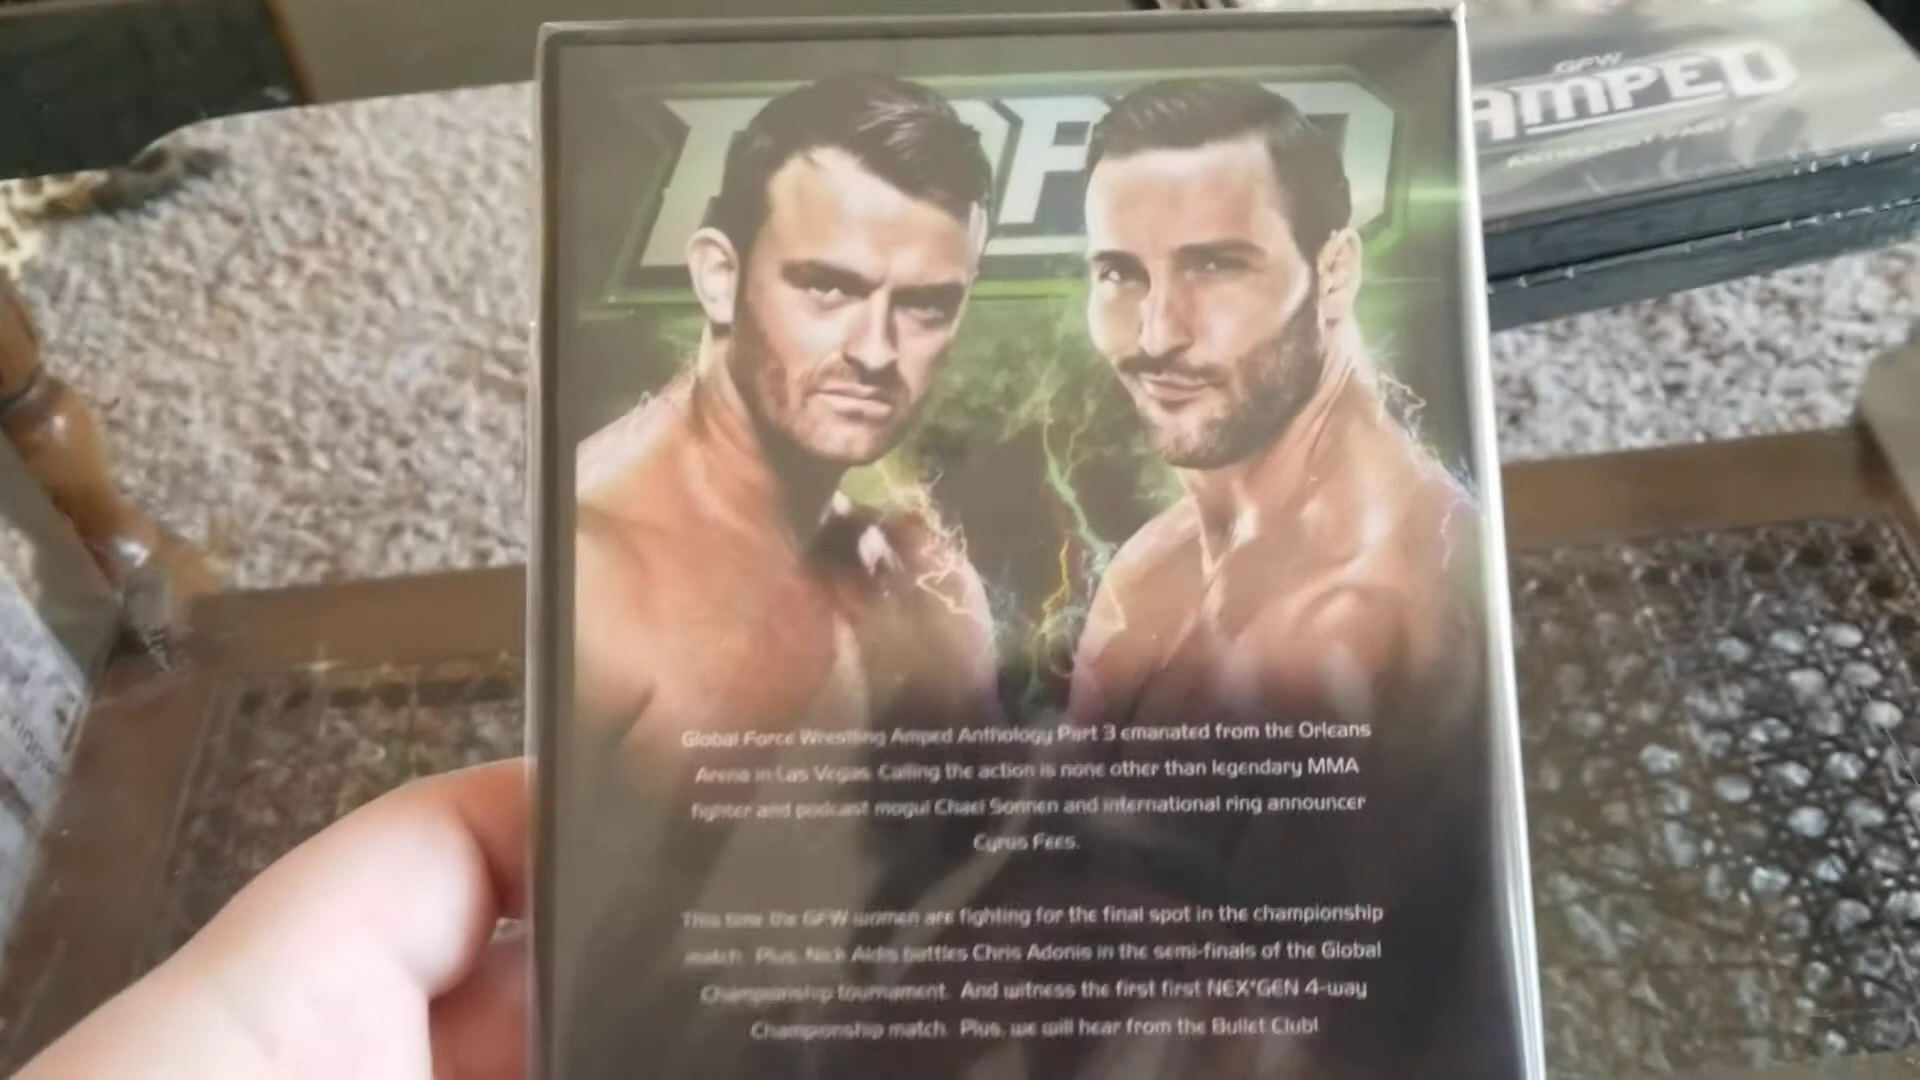 GFW
AMPED
ANTHOLOGY PART
Global Force Wrestling Amped Anthology Part 3 emanated from the Orleans
Arena in Las Vegas. Calling the action is none other than legendary MMA
fighter and podcast mogul Chael Sonnen and international ring announcer
Cyrus Fees.
This time the GFW women are fighting for the final spot in the championship
match. Plus, Nick Aldis battles Chris Adonis in the semi-finals of the Global
Championship tournament. And witness the first first NEX*GEN 4-way
Championship match. Plus, we will hear from the Bullet Club!